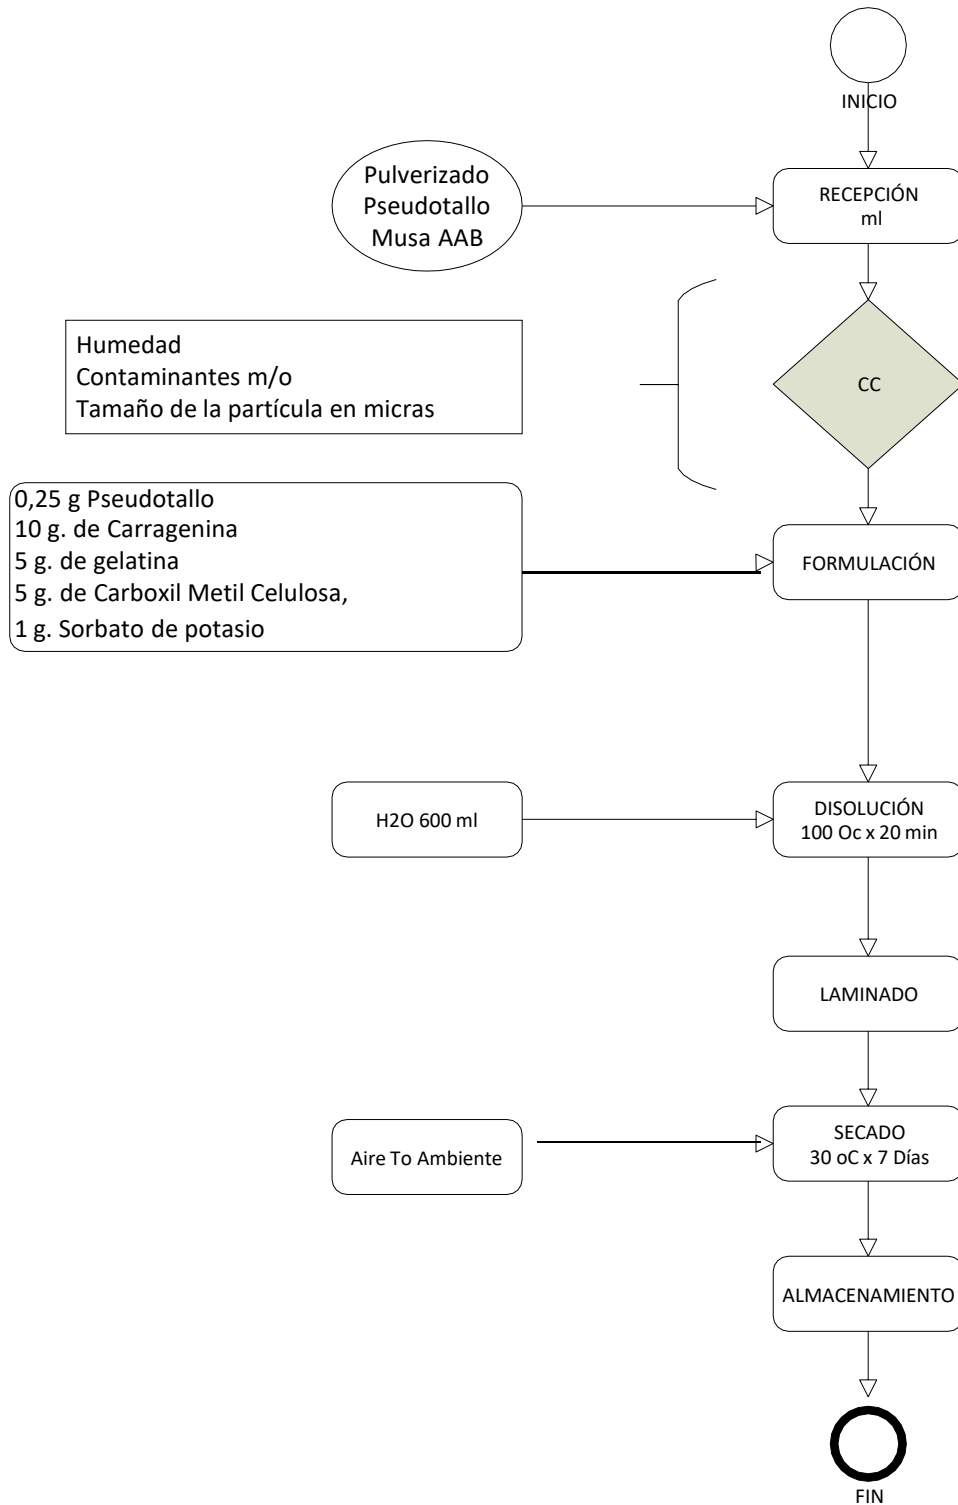 INICIO
Pulverizado
Pseudotallo
Musa AAB
RECEPCIÓN
ml
Humedad
Contaminantes m/o
Tamaño de la partícula en micras
CC
0,25 g Pseudotallo
10 g. de Carragenina
5 g. de gelatina
5 g. de Carboxil Metil Celulosa,
1 g. Sorbato de potasio
FORMULACIÓN
H2O 600 ml
DISOLUCIÓN
100 Oc x 20 min
LAMINADO
Aire To Ambiente
SECADO
30 oC x 7 Días
ALMACENAMIENTO
FIN